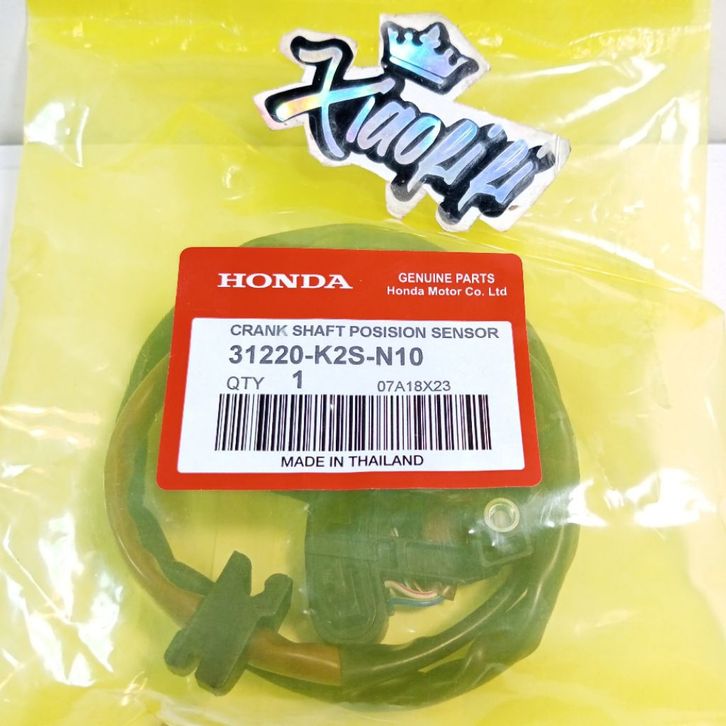 Xiaofifi
HONDA
GENUINE PARTS
Honda Motor Co. Ltd
CRANK SHAFT POSISION SENSOR
31220-K2S-N10
QTY 1 07A18X23
MADE IN THAILAND